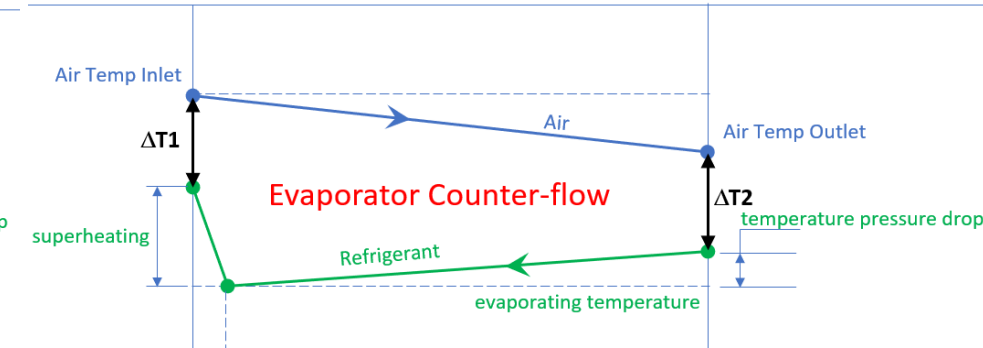 Air Temp Inlet
Air
Air Temp Outlet
ΔT1
Evaporator Counter-flow
ΔT2
temperature pressure drop
p
superheating
Refrigerant
evaporating temperature